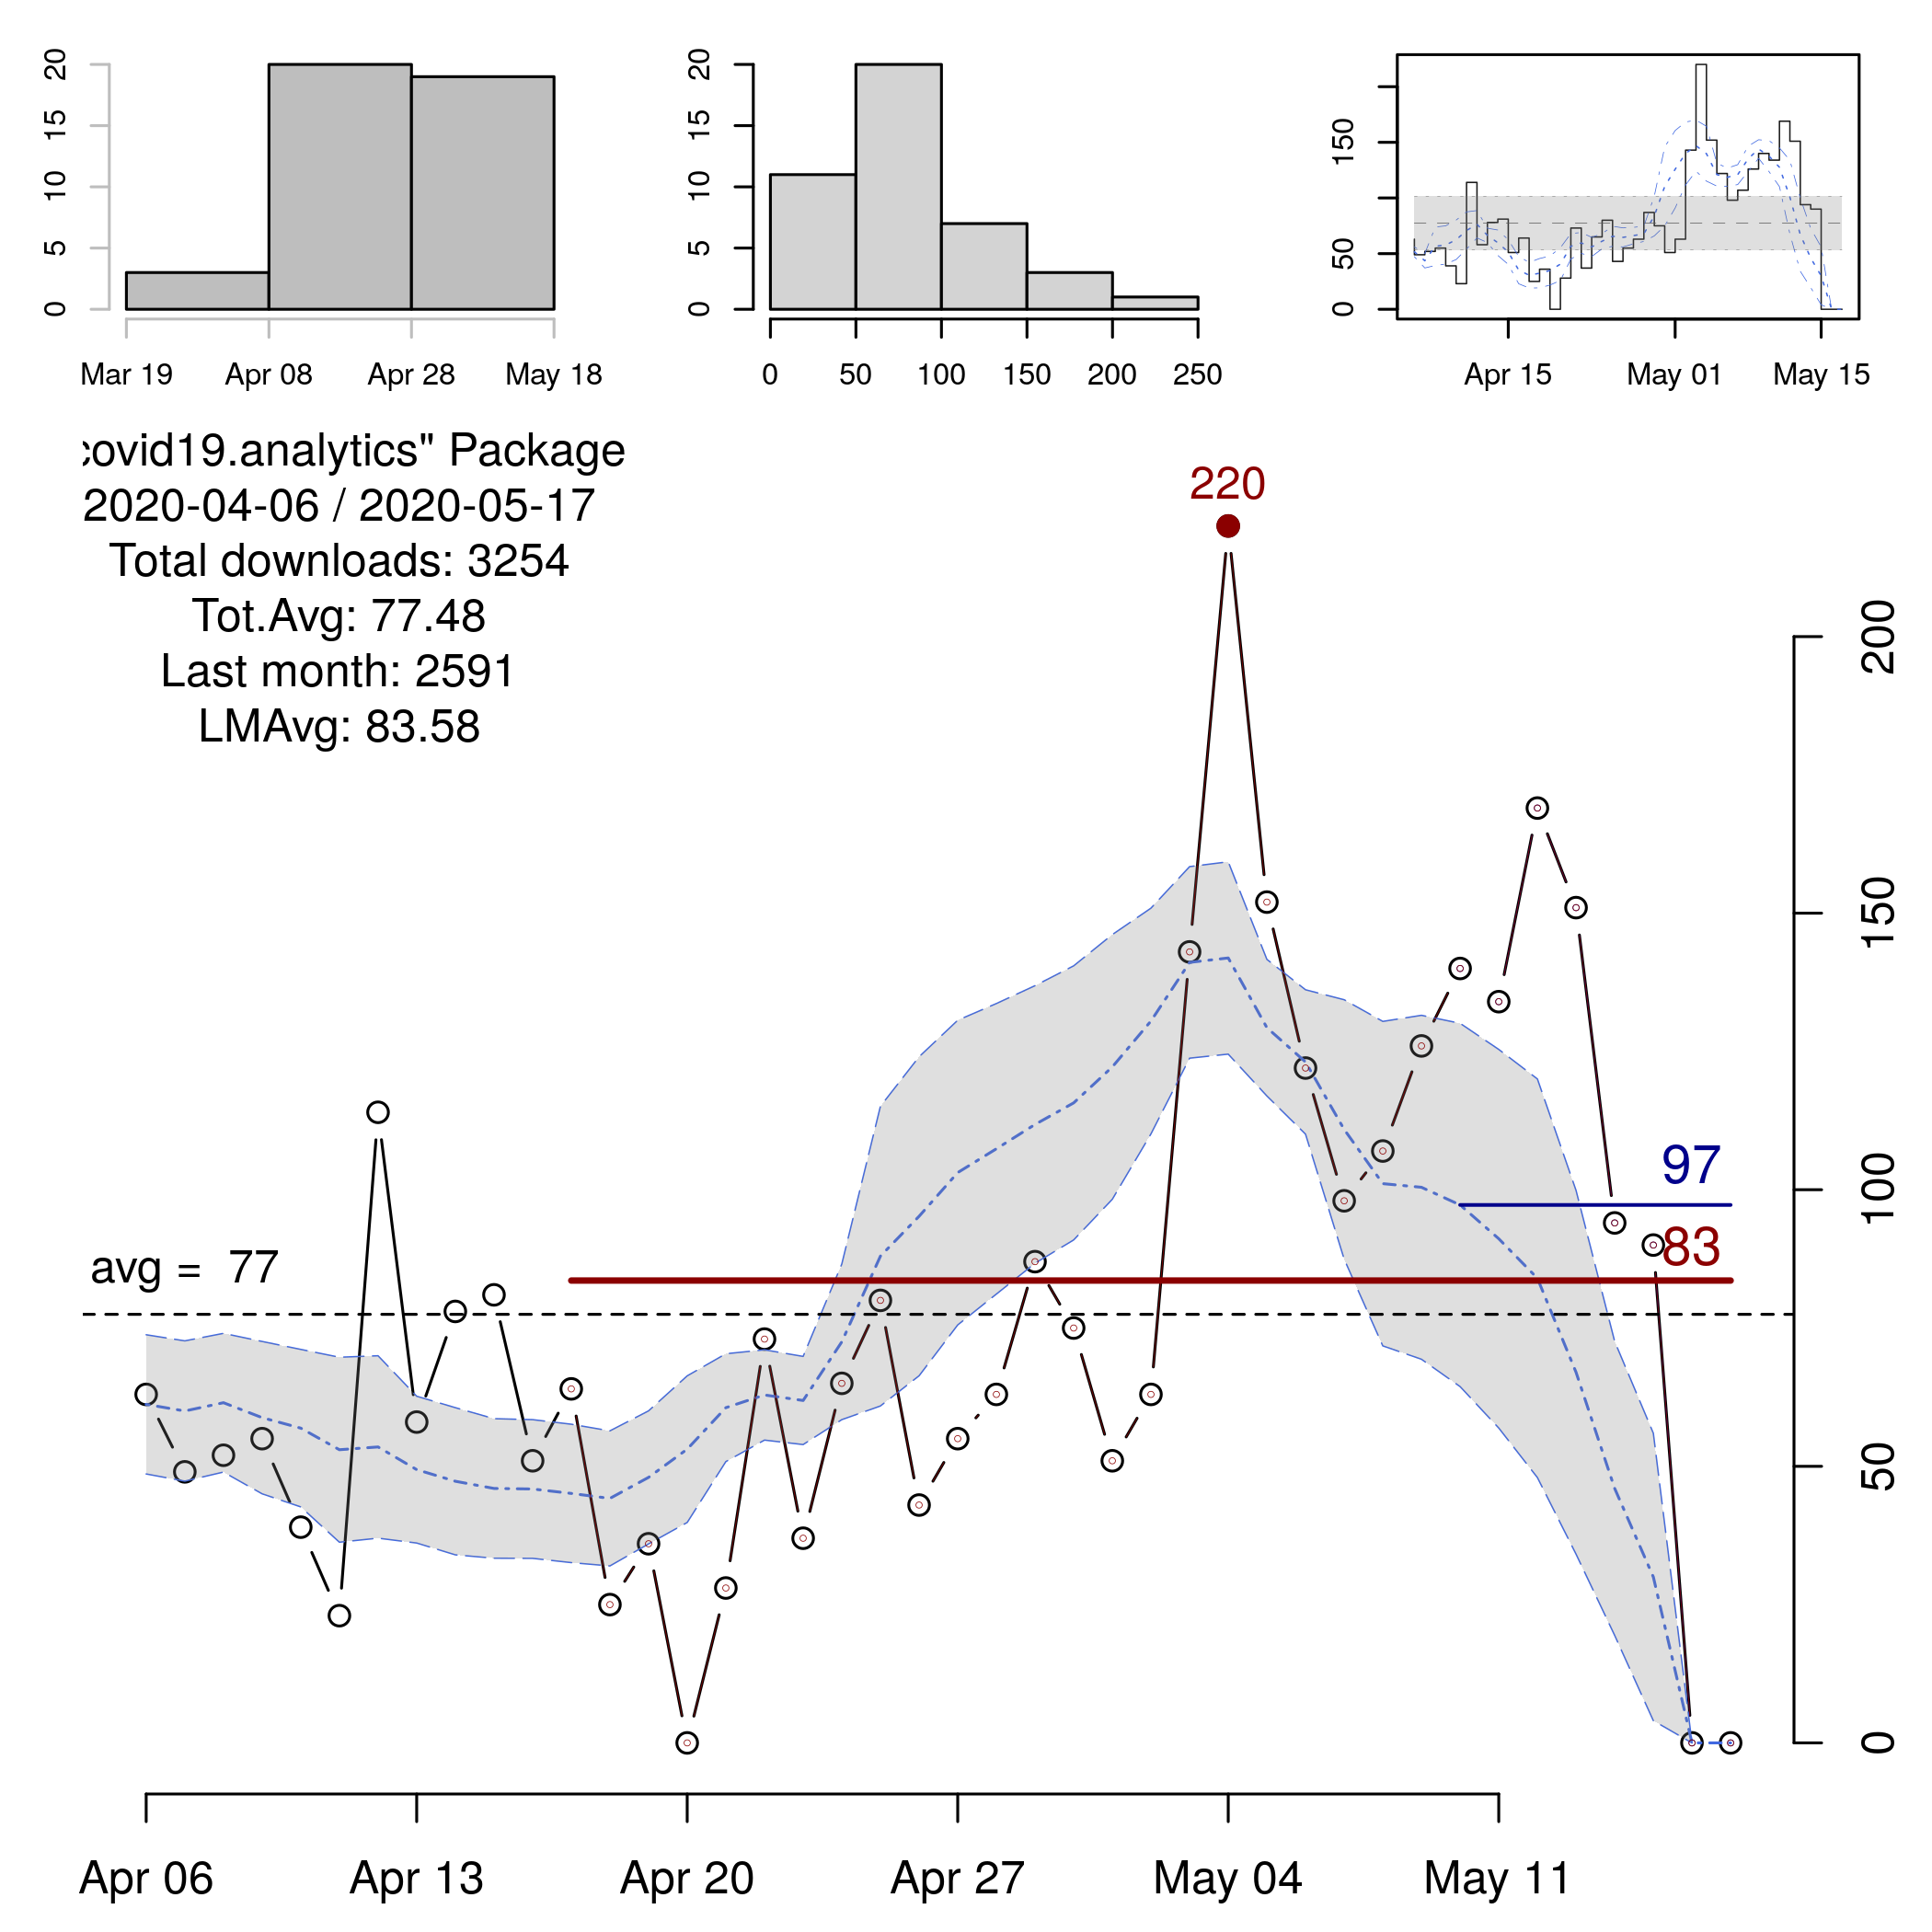 20
15
10
5
0
Mar 19 Apr 08 Apr 28 May 18
20
15
10
5
0
0 50 100 150 200 250
150
50
0
Apr 15 May 01 May 15
covid19.analytics" Package
2020-04-06 / 2020-05-17
Total downloads: 3254
Tot.Avg: 77.48
Last month: 2591
LMAvg: 83.58
220
avg = 77
97
83
200
150
100
50
0
Apr 06 Apr 13 Apr 20 Apr 27 May 04 May 11